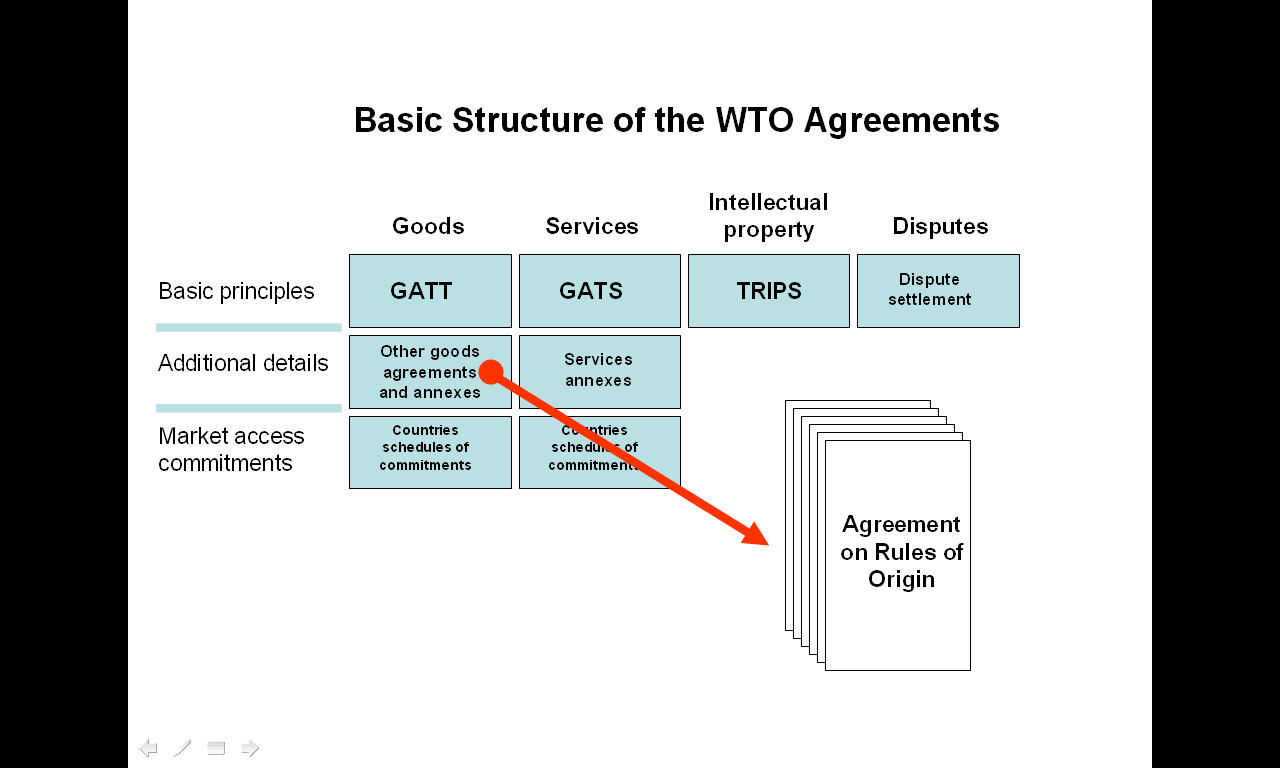 Basic Structure of the WTO Agreements
Goods
Services
Intellectual
property
Disputes
Basic principles
GATT
GATS
TRIPS
Dispute
settlement
Additional details
Other goods
agreements
and annexes
Services
annexes
Market access
commitments
Countries
schedules of
commitments
Countries
schedules of
commitments
Agreement
on Rules of
Origin